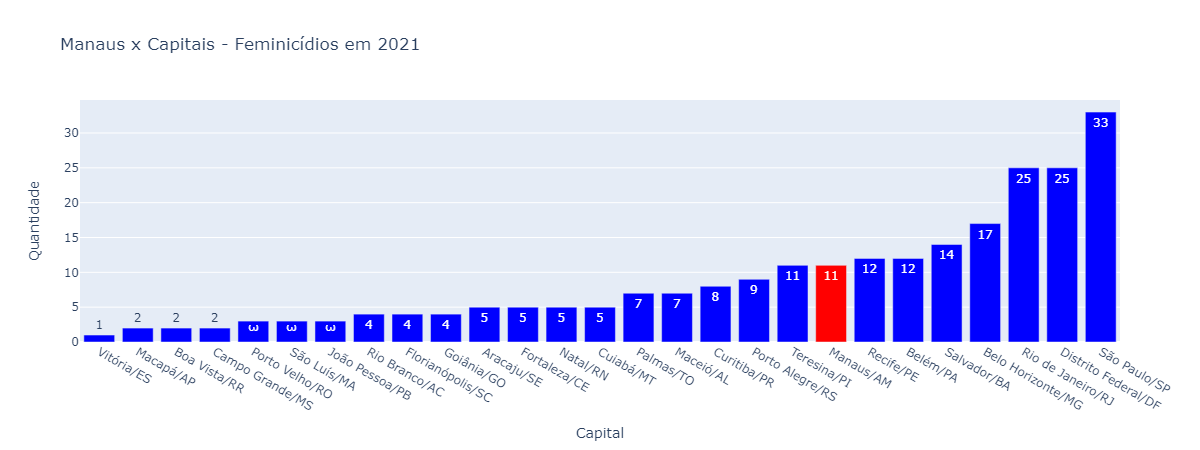 Manaus x Capitais - Feminicídios em 2021
Quantidade
30
25
20
15
10
5
0
1
2
2
2
3
3
3
4
4
4
5
5
5
5
7
7
8
9
11
11
12
12
14
17
25
25
33
Vitória/ES
Macapá/AP
Boa Vista/RR
Campo Grande/MS
Porto Velho/RO
São Luís/MA
João Pessoa/PB
Rio Branco/AC
Florianópolis/SC
Goiânia/GO
Aracaju/SE
Fortaleza/CE
Natal/RN
Cuiabá/MT
Palmas/TO
Maceió/AL
Curitiba/PR
Porto Alegre/RS
Teresina/PI
Manaus/AM
Recife/PE
Belém/PA
Salvador/BA
Belo Horizonte/MG
Rio de Janeiro/RJ
Distrito Federal/DF
São Paulo/SP
Capital